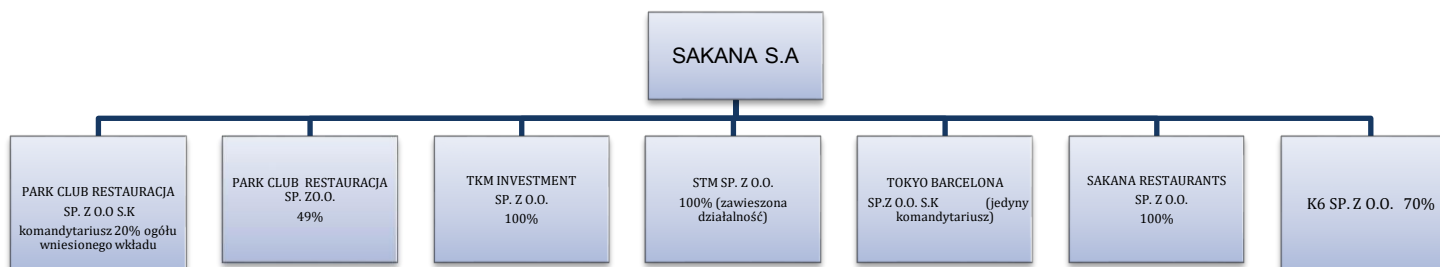 SAKANA S.A
PARK CLUB RESTAURACJA
SP. Z O.O S.K
komandytariusz 20% ogółu
wniesionego wkładu
PARK CLUB RESTAURACJA
SP. ZO.O.
49%
TKM INVESTMENT
SP. Z O.O.
100%
STM SP. Z O.O.
100% (zawieszona
działalność)
TOKYO BARCELONA
SP.Z O.O. S.K (jedyny
komandytariusz)
SAKANA RESTAURANTS
SP. Z O.O.
100%
K6 SP. Z O.O. 70%